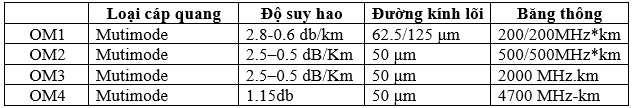 Loại cáp quang Độ suy hao Đường kính lõi Băng thông
OM1 Mutimode 2.8-0.6 db/km 62.5/125 μm 200/200MHz*km
OM2 Mutimode 2.5–0.5 dB/Km 50 μm 500/500MHz*km
OM3 Mutimode 2.5–0.5 dB/Km 50 μm 2000 MHz.km
OM4 Mutimode 1.15db 50 μm 4700 MHz-km